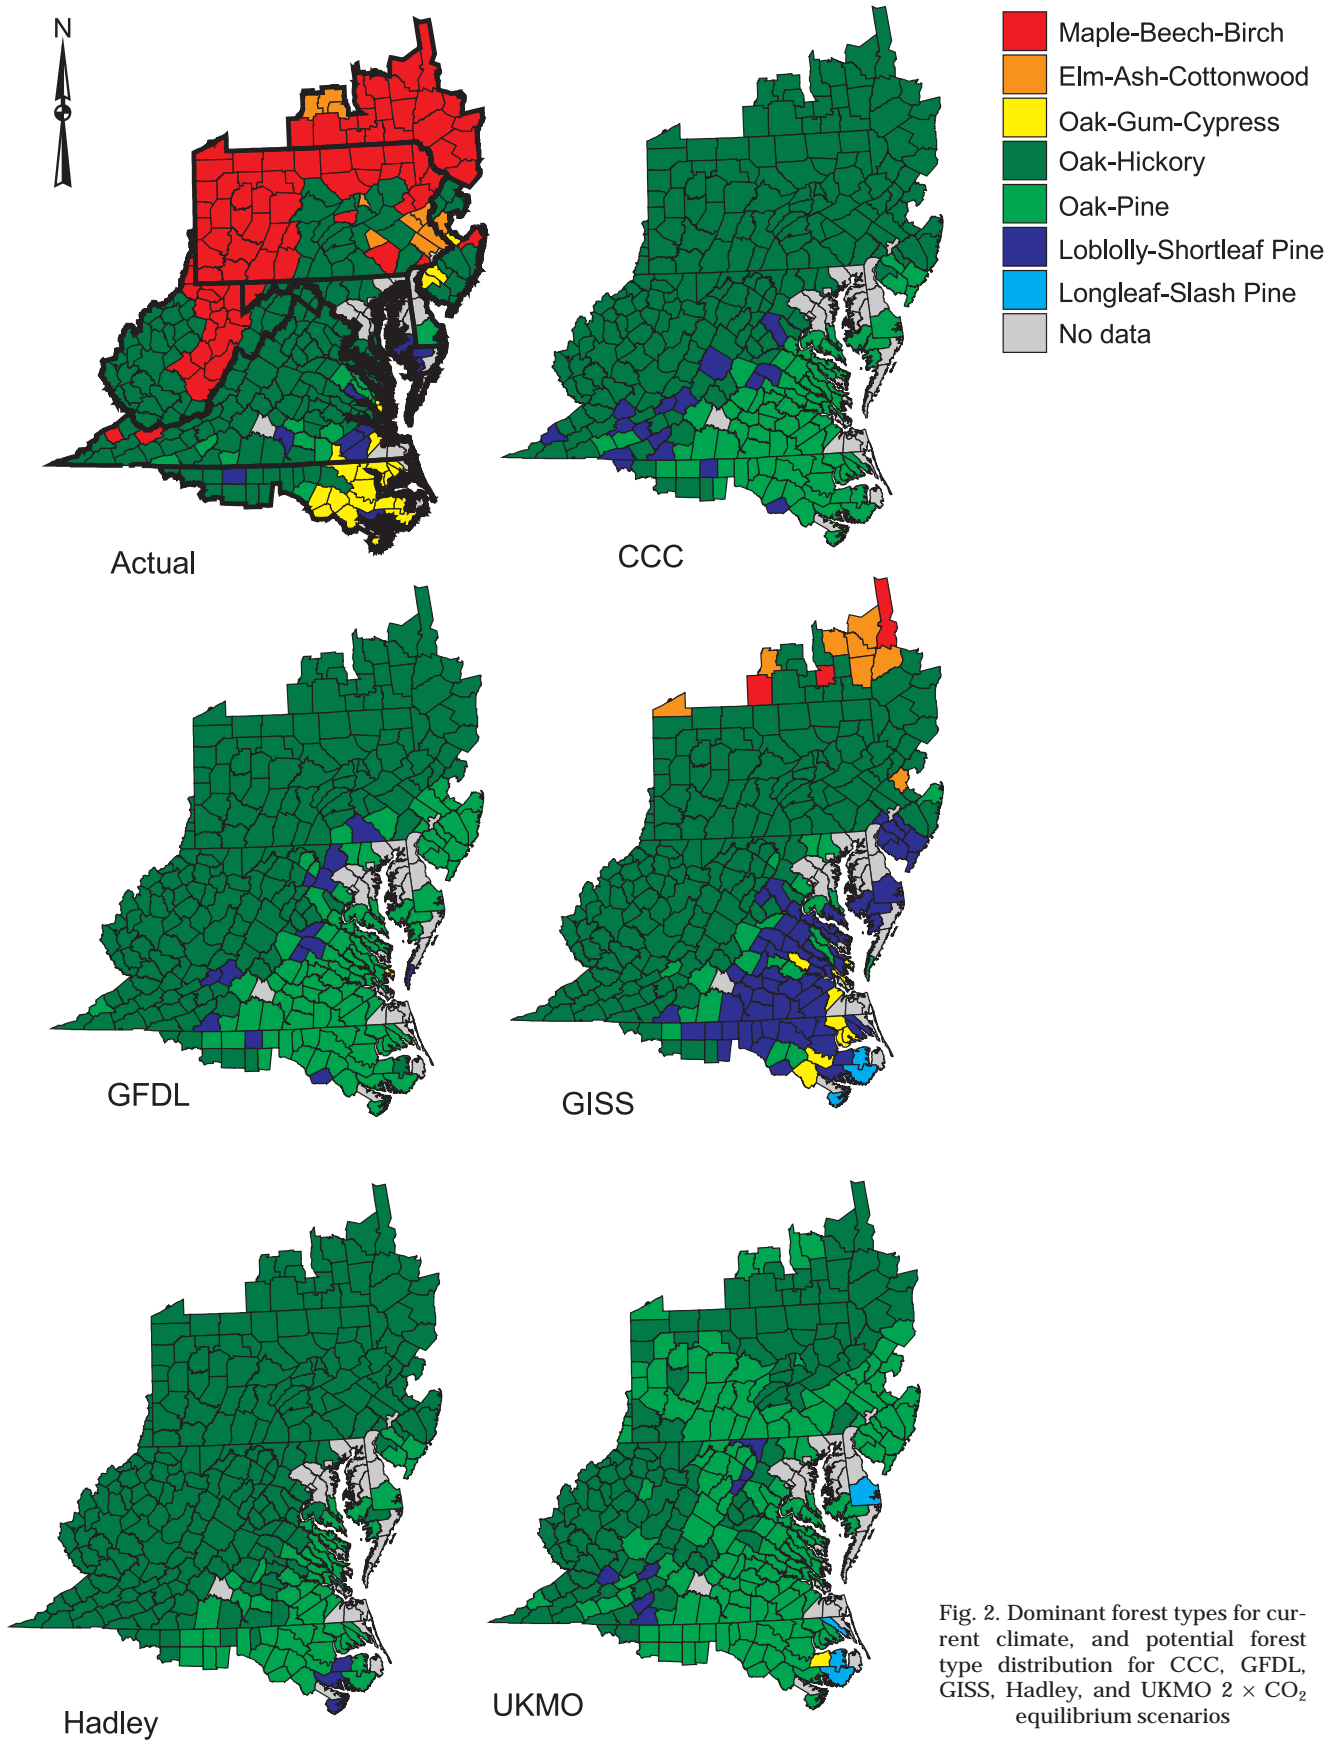 N
Maple-Beech-Birch
Elm-Ash-Cottonwood
Oak-Gum-Cypress
Oak-Hickory
Oak-Pine
Loblolly-Shortleaf Pine
Longleaf-Slash Pine
No data
Actual
CCC
GFDL
GISS
Hadley
UKMO
Fig. 2. Dominant forest types for cur-
rent climate, and potential forest
type distribution for CCC, GFDL,
GISS, Hadley, and UKMO 2 × CO₂
equilibrium scenarios